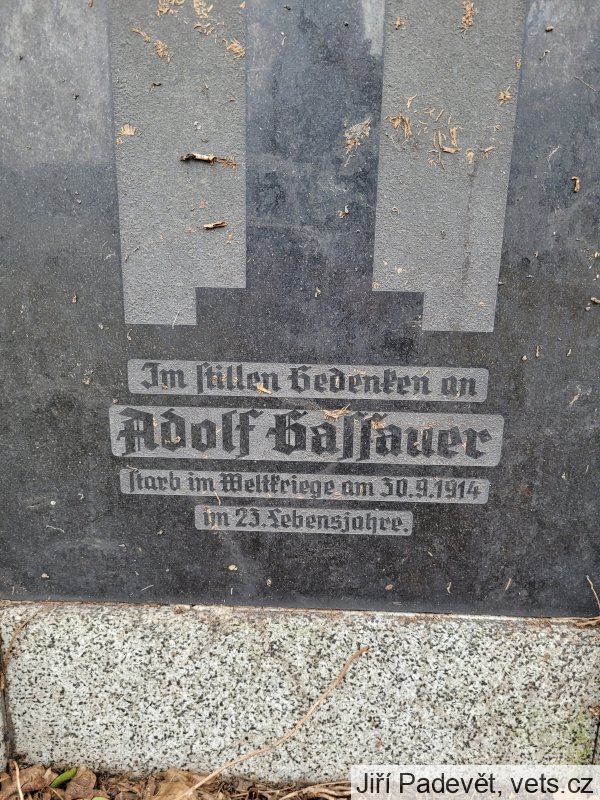 Im stillen Gedenken an
Adolf Gassauer
starb im Weltkriege am 30.9.1914
im 23. Lebensjahre.
Jiří Padevět, vets.cz